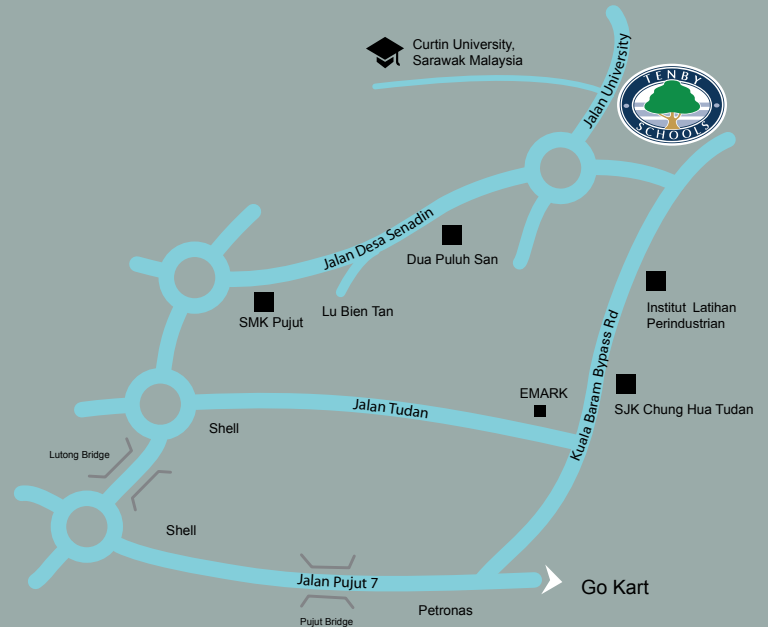 Curtin University,
Sarawak Malaysia
Jalan University
TENBY
SCHOOLS
Jalan Desa Senadin
Dua Puluh San
Institut Latihan
Perindustrian
Lu Bien Tan
SMK Pujut
Kuala Baram Bypass Rd
EMARK
Jalan Tudan
SJK Chung Hua Tudan
Shell
Lutong Bridge
Shell
Jalan Pujut 7
Go Kart
Petronas
Pujut Bridge